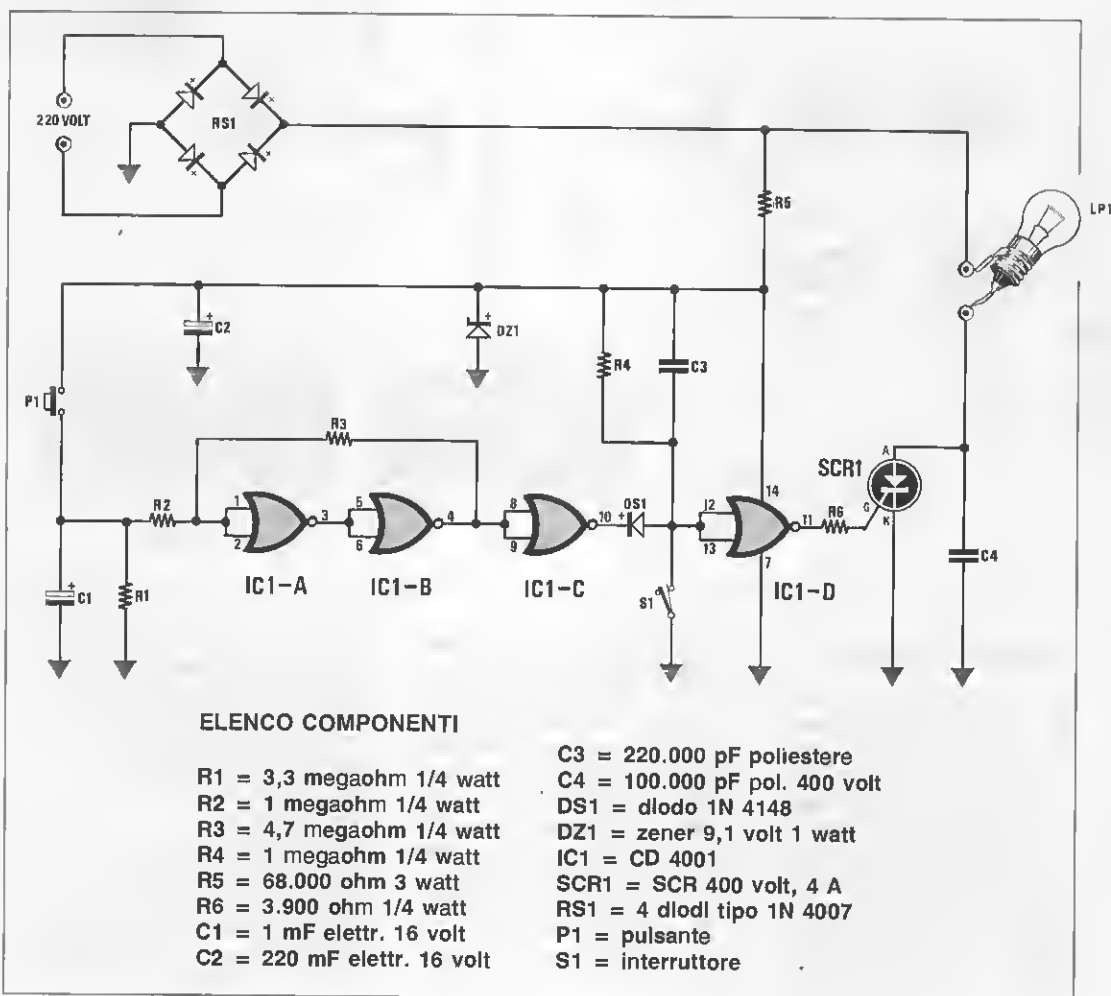 220 VOLT
RS1
R5
LP1
C2
DZ1
R4
C3
P1
R3
SCR1
A
G
K
R2
1
2
3
5
6
4
8
9
10
DS1
12
13
14
11
7
R6
C4
C1
R1
IC1-A
IC1-B
IC1-C
S1
IC1-D
ELENCO COMPONENTI
R1 = 3,3 megaohm 1/4 watt
R2 = 1 megaohm 1/4 watt
R3 = 4,7 megaohm 1/4 watt
R4 = 1 megaohm 1/4 watt
R5 = 68.000 ohm 3 watt
R6 = 3.900 ohm 1/4 watt
C1 = 1 mF elettr. 16 volt
C2 = 220 mF elettr. 16 volt
C3 = 220.000 pF poliestere
C4 = 100.000 pF pol. 400 volt
DS1 = diodo 1N 4148
DZ1 = zener 9,1 volt 1 watt
IC1 = CD 4001
SCR1 = SCR 400 volt, 4 A
RS1 = 4 diodi tipo 1N 4007
P1 = pulsante
S1 = interruttore